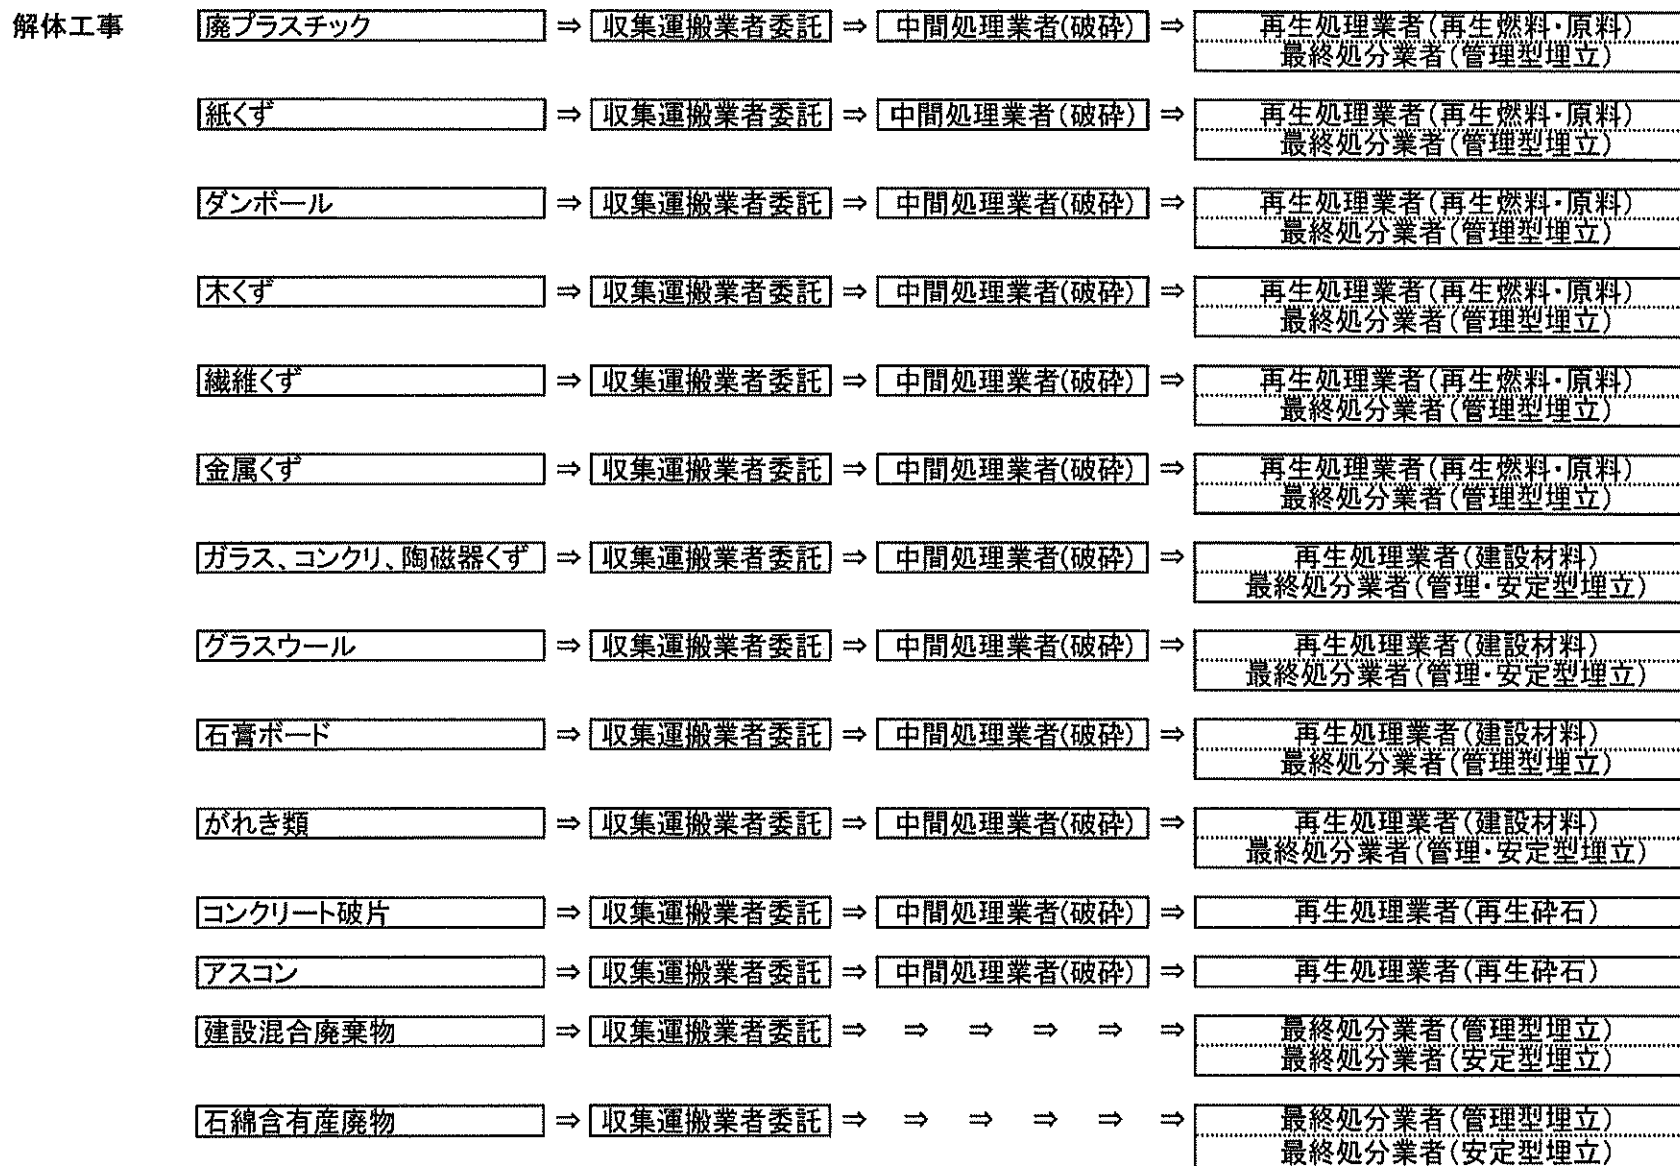 解体工事 廃プラスチック ⇒ 収集運搬業者委託 ⇒ 中間処理業者(破砕) ⇒ 再生処理業者(再生燃料・原料)
最終処分業者(管理型埋立)
紙くず ⇒ 収集運搬業者委託 ⇒ 中間処理業者(破砕) ⇒ 再生処理業者(再生燃料・原料)
最終処分業者(管理型埋立)
ダンボール ⇒ 収集運搬業者委託 ⇒ 中間処理業者(破砕) ⇒ 再生処理業者(再生燃料・原料)
最終処分業者(管理型埋立)
木くず ⇒ 収集運搬業者委託 ⇒ 中間処理業者(破砕) ⇒ 再生処理業者(再生燃料・原料)
最終処分業者(管理型埋立)
繊維くず ⇒ 収集運搬業者委託 ⇒ 中間処理業者(破砕) ⇒ 再生処理業者(再生燃料・原料)
最終処分業者(管理型埋立)
金属くず ⇒ 収集運搬業者委託 ⇒ 中間処理業者(破砕) ⇒ 再生処理業者(再生燃料・原料)
最終処分業者(管理型埋立)
ガラス、コンクリ、陶磁器くず ⇒ 収集運搬業者委託 ⇒ 中間処理業者(破砕) ⇒ 再生処理業者(建設材料)
最終処分業者(管理・安定型埋立)
グラスウール ⇒ 収集運搬業者委託 ⇒ 中間処理業者(破砕) ⇒ 再生処理業者(建設材料)
最終処分業者(管理・安定型埋立)
石膏ボード ⇒ 収集運搬業者委託 ⇒ 中間処理業者(破砕) ⇒ 再生処理業者(建設材料)
最終処分業者(管理型埋立)
がれき類 ⇒ 収集運搬業者委託 ⇒ 中間処理業者(破砕) ⇒ 再生処理業者(建設材料)
最終処分業者(管理・安定型埋立)
コンクリート破片 ⇒ 収集運搬業者委託 ⇒ 中間処理業者(破砕) ⇒ 再生処理業者(再生砕石)
アスコン ⇒ 収集運搬業者委託 ⇒ 中間処理業者(破砕) ⇒ 再生処理業者(再生砕石)
建設混合廃棄物 ⇒ 収集運搬業者委託 ⇒ ⇒ ⇒ ⇒ ⇒ ⇒ 最終処分業者(管理型埋立)
最終処分業者(安定型埋立)
石綿含有産廃物 ⇒ 収集運搬業者委託 ⇒ ⇒ ⇒ ⇒ ⇒ ⇒ 最終処分業者(管理型埋立)
最終処分業者(安定型埋立)